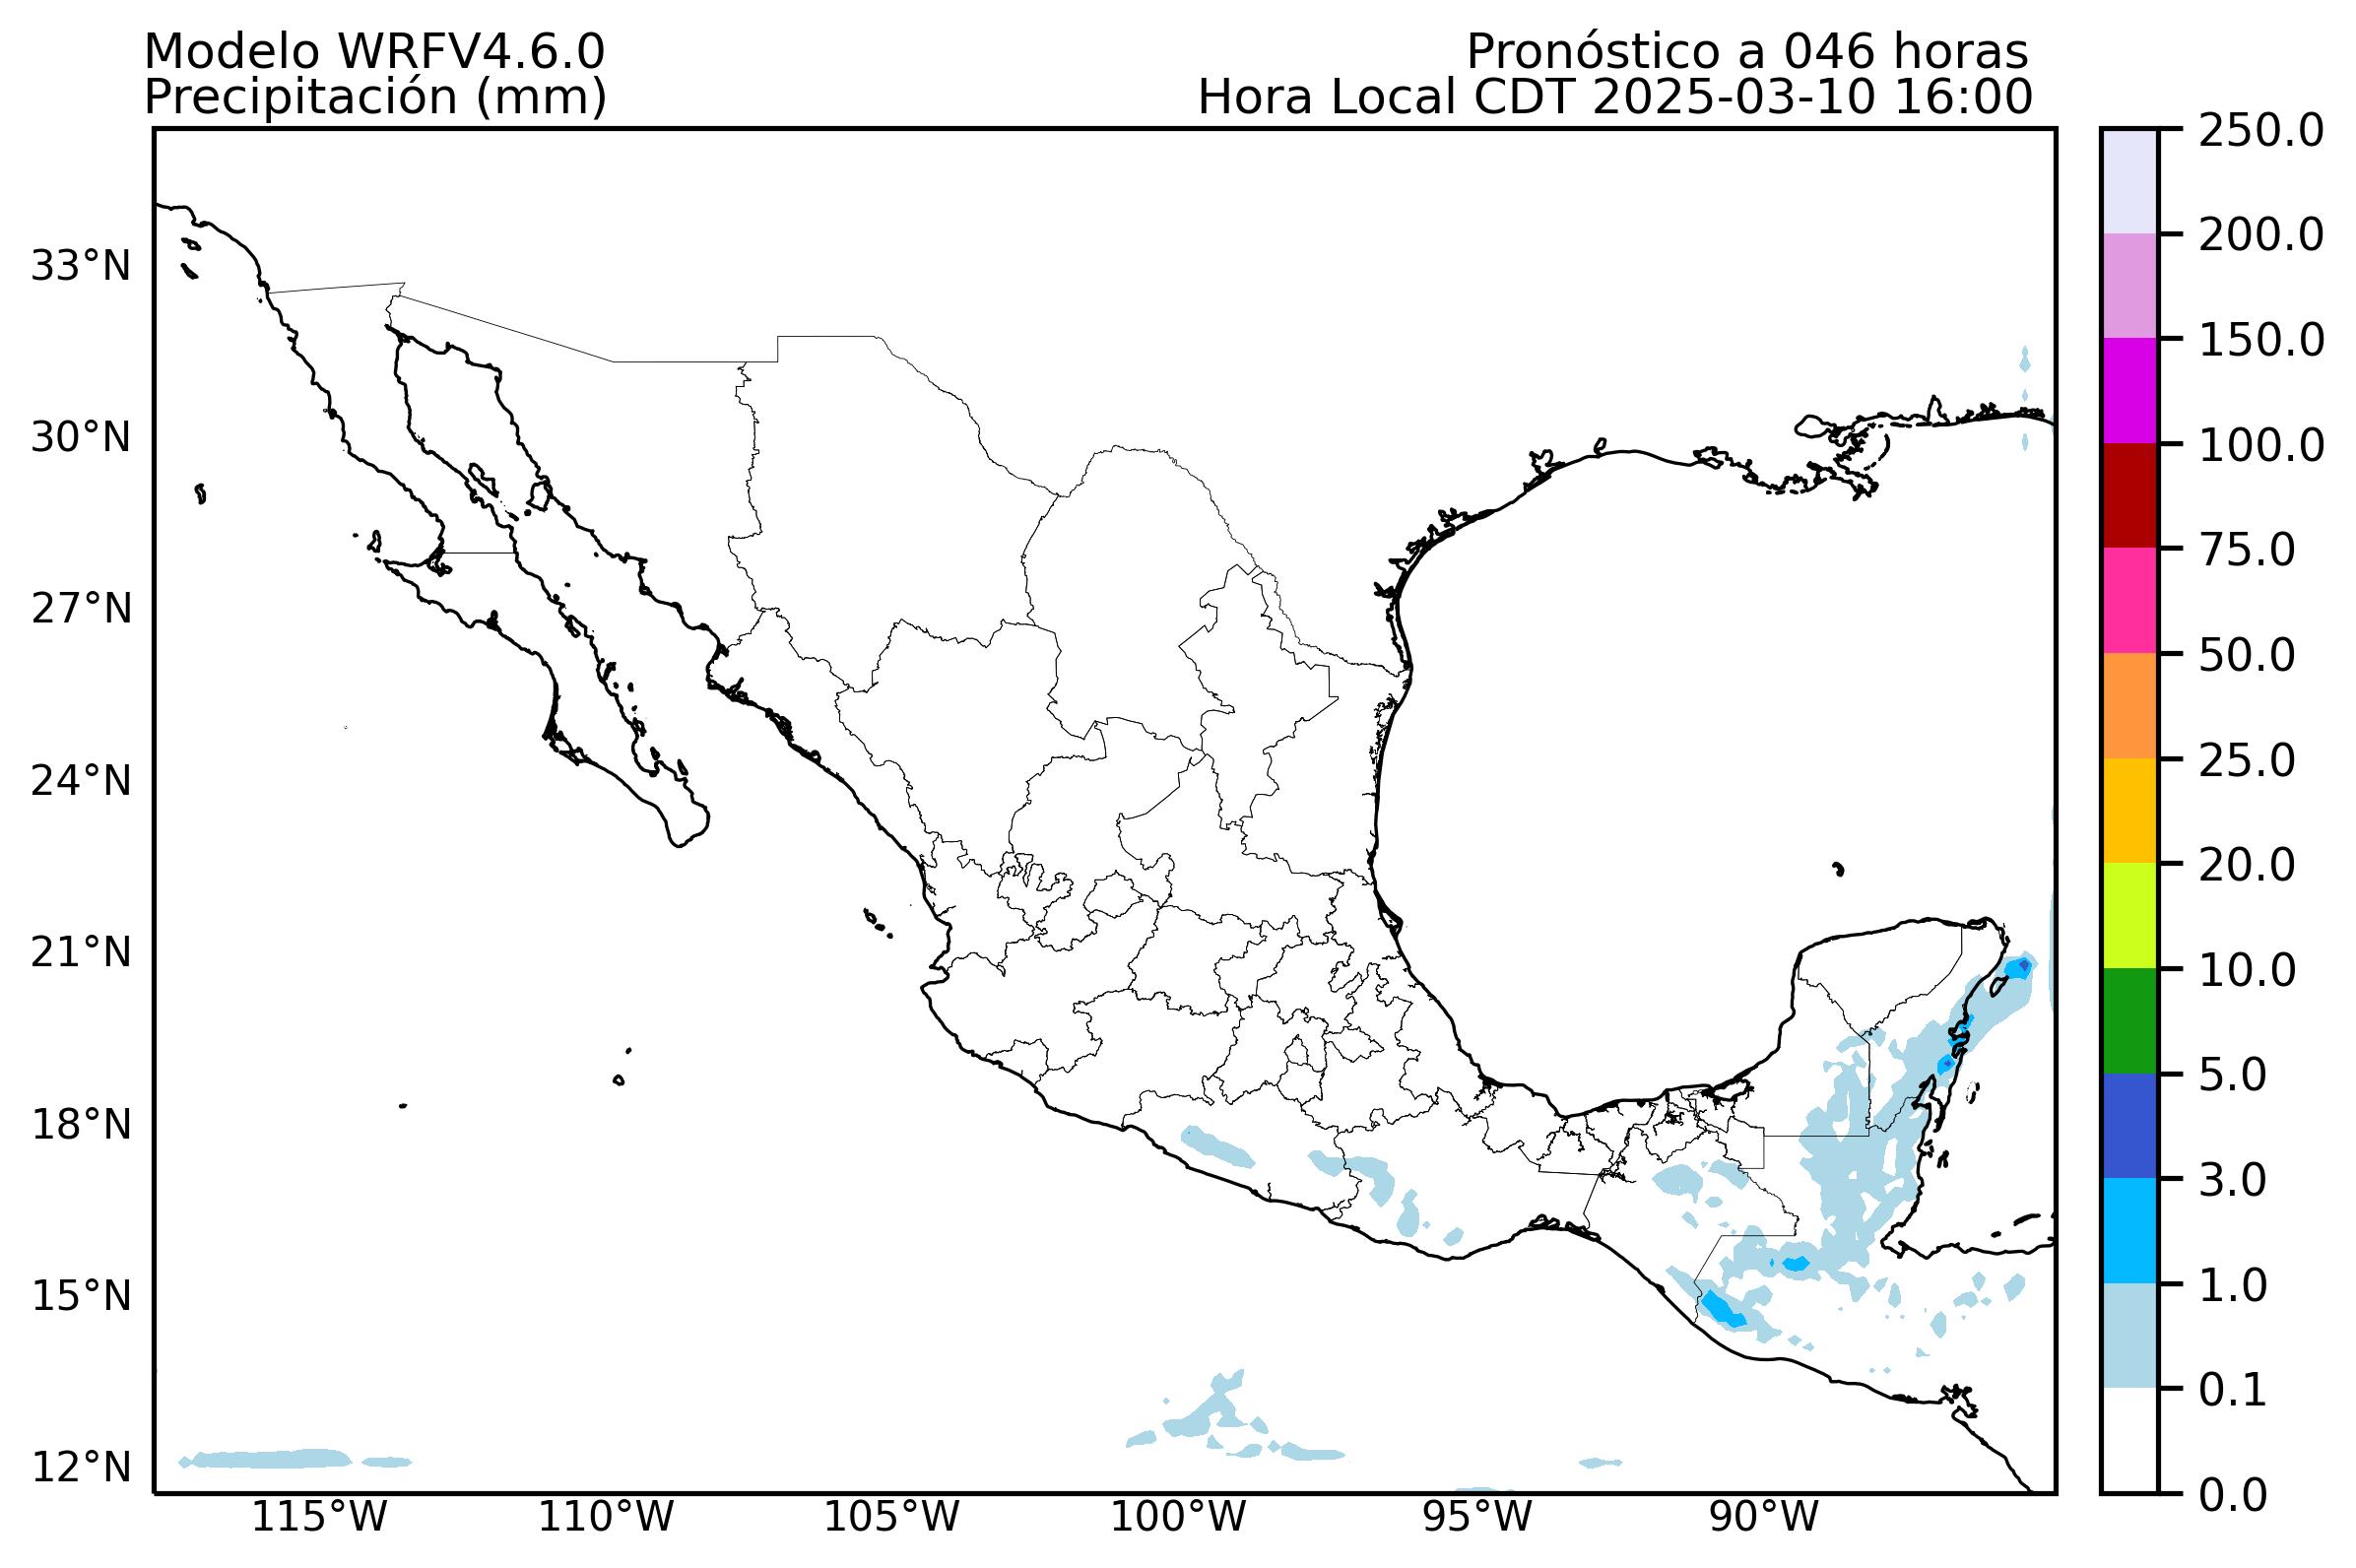 Modelo WRFV4.6.0
Precipitación (mm)
Pronóstico a 046 horas
Hora Local CDT 2025-03-10 16:00
33°N
30°N
27°N
24°N
21°N
18°N
15°N
12°N
115°W
110°W
105°W
100°W
95°W
90°W
250.0
200.0
150.0
100.0
75.0
50.0
25.0
20.0
10.0
5.0
3.0
1.0
0.1
0.0